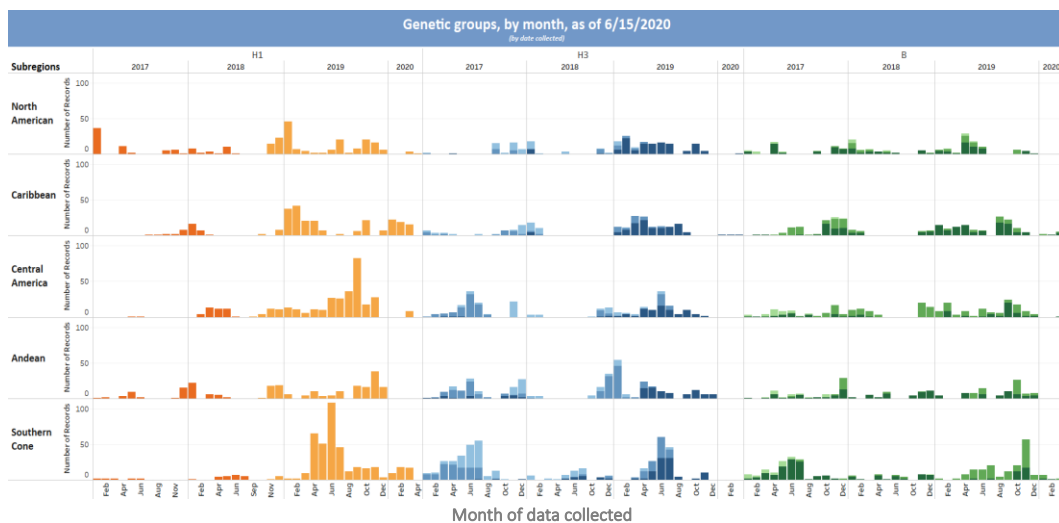 Genetic groups, by month, as of 6/15/2020
(by date collected)
H1 H3 B
Subregions 2017 2018 2019 2020 2017 2018 2019 2020 2017 2018 2019 2020
North American Number of Records 100 50 0
Caribbean Number of Records 50 0
Central America Number of Records 50 0
Andean Number of Records 50 0
Southern Cone Number of Records 100 50 0
Feb Apr Jun Aug Nov Feb Apr Jun Sep Nov Feb Apr Jun Aug Oct Dec Feb Apr Feb Apr Jun Aug Oct Dec Feb Apr Jun Aug Oct Dec Feb Apr Jun Aug Oct Dec Feb Feb Apr Jun Aug Oct Dec Feb Apr Jun Aug Oct Dec Feb Apr Jun Aug Oct Dec Feb
Month of data collected